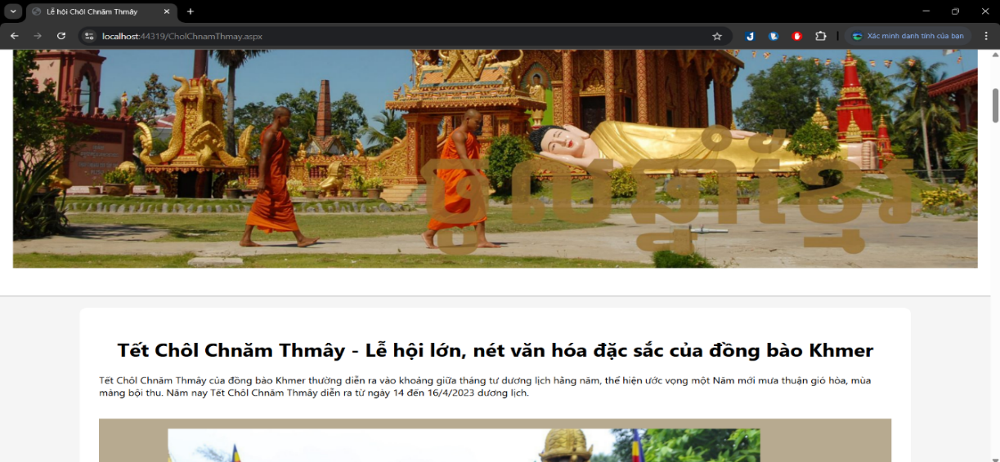 Lễ hội Chôl Chnăm Thmây
localhost:44319/CholChnamThmay.aspx
Xác minh danh tính của bạn
Tết Chôl Chnăm Thmây - Lễ hội lớn, nét văn hóa đặc sắc của đồng bào Khmer
Tết Chôl Chnăm Thmây của đồng bào Khmer thường diễn ra vào khoảng giữa tháng tư dương lịch hằng năm, thể hiện ước vọng một Năm mới mưa thuận gió hòa, mùa
màng bội thu. Năm nay Tết Chôl Chnăm Thmây diễn ra từ ngày 14 đến 16/4/2023 dương lịch.